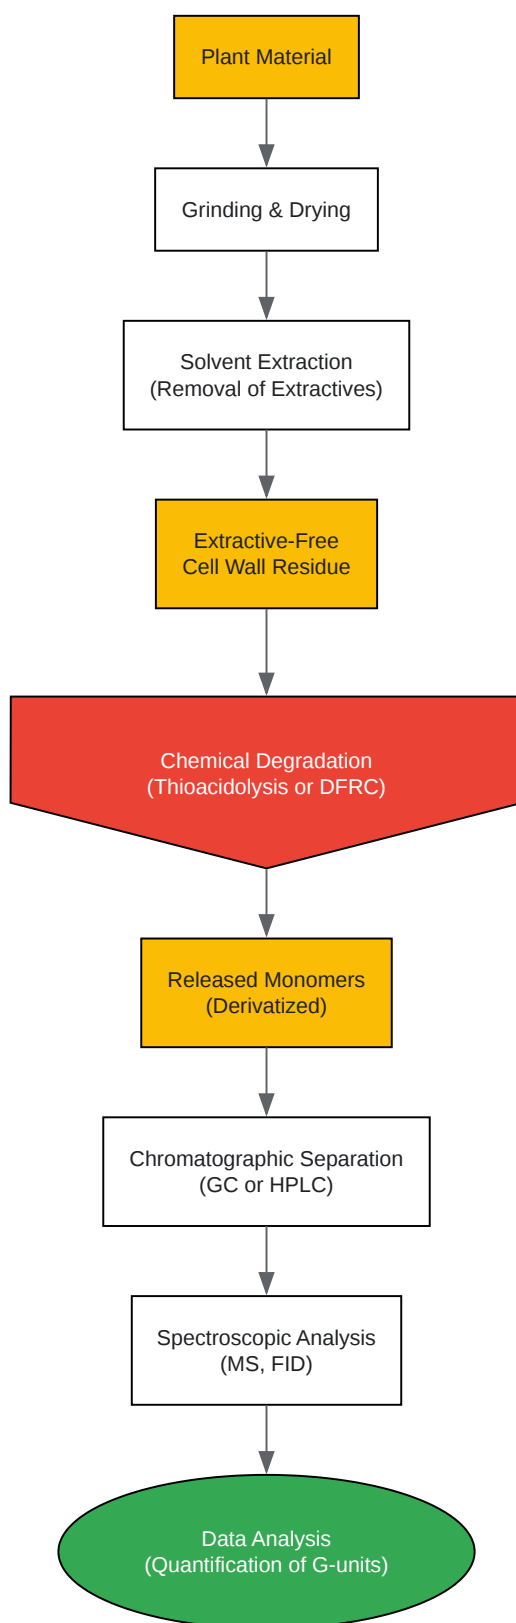 Plant Material
Grinding & Drying
Solvent Extraction
(Removal of Extractives)
Extractive-Free
Cell Wall Residue
Chemical Degradation
(Thioacidolysis or DFRC)
Released Monomers
(Derivatized)
Chromatographic Separation
(GC or HPLC)
Spectroscopic Analysis
(MS, FID)
Data Analysis
(Quantification of G-units)